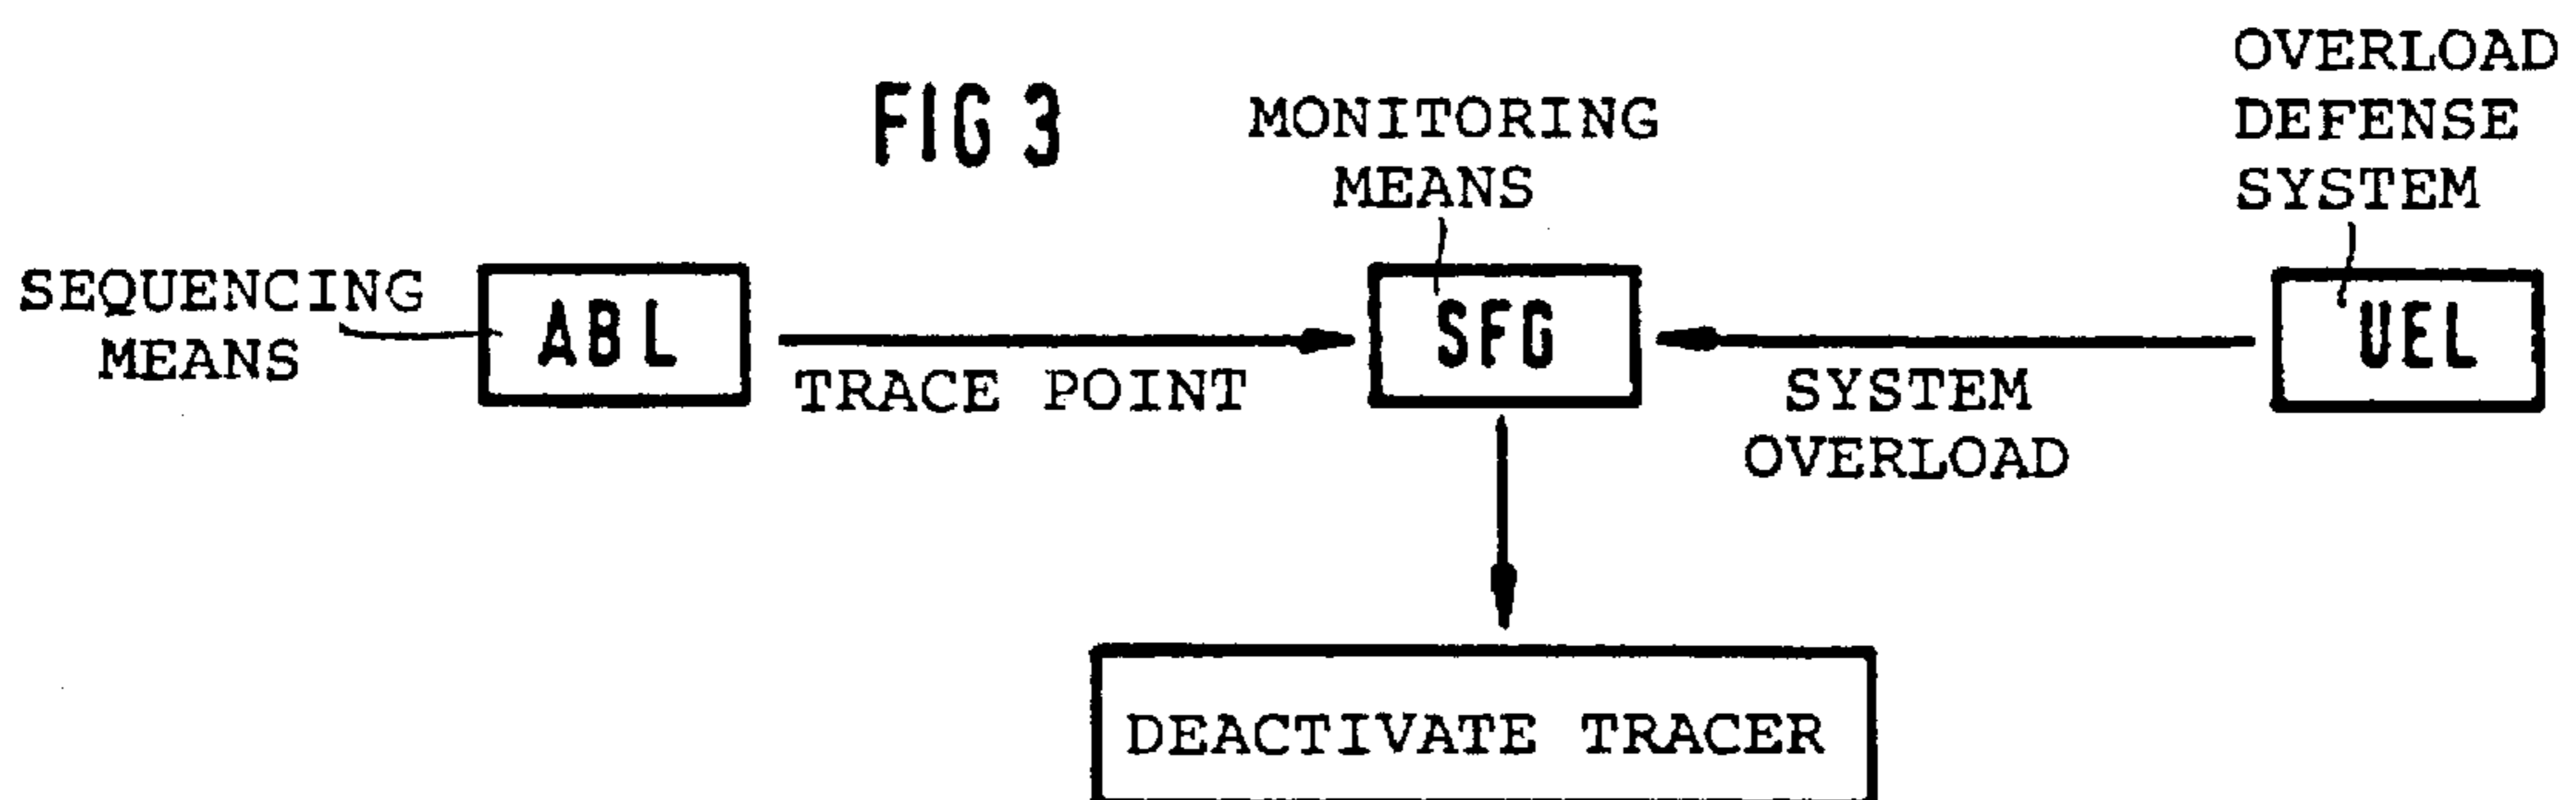 FIG 3
OVERLOAD
DEFENSE
SYSTEM
MONITORING
MEANS
SEQUENCING
MEANS
ABL
TRACE POINT
SFG
SYSTEM
OVERLOAD
UEL
DEACTIVATE TRACER